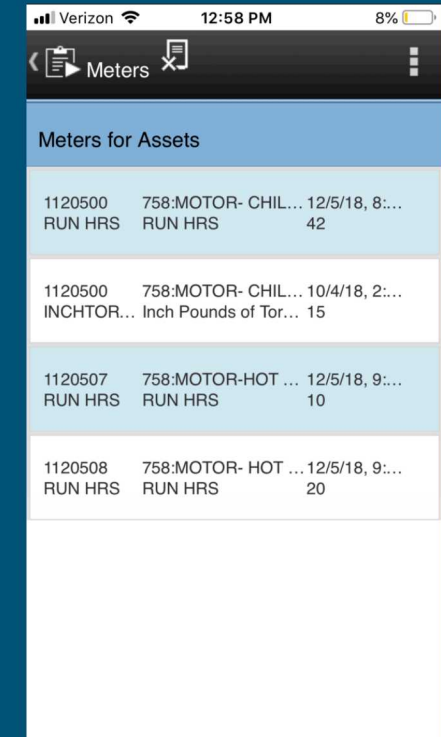 Verizon 12:58 PM 8%
Meters
Meters for Assets
1120500 758:MOTOR- CHIL... 12/5/18, 8:...
RUN HRS RUN HRS 42
1120500 758:MOTOR- CHIL... 10/4/18, 2:...
INCHTOR... Inch Pounds of Tor... 15
1120507 758:MOTOR-HOT ... 12/5/18, 9:...
RUN HRS RUN HRS 10
1120508 758:MOTOR- HOT ... 12/5/18, 9:...
RUN HRS RUN HRS 20